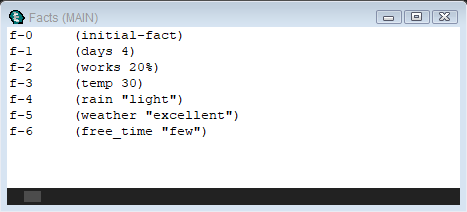 Facts (MAIN)
f-0     (initial-fact)
f-1     (days 4)
f-2     (works 20%)
f-3     (temp 30)
f-4     (rain "light")
f-5     (weather "excellent")
f-6     (free_time "few")